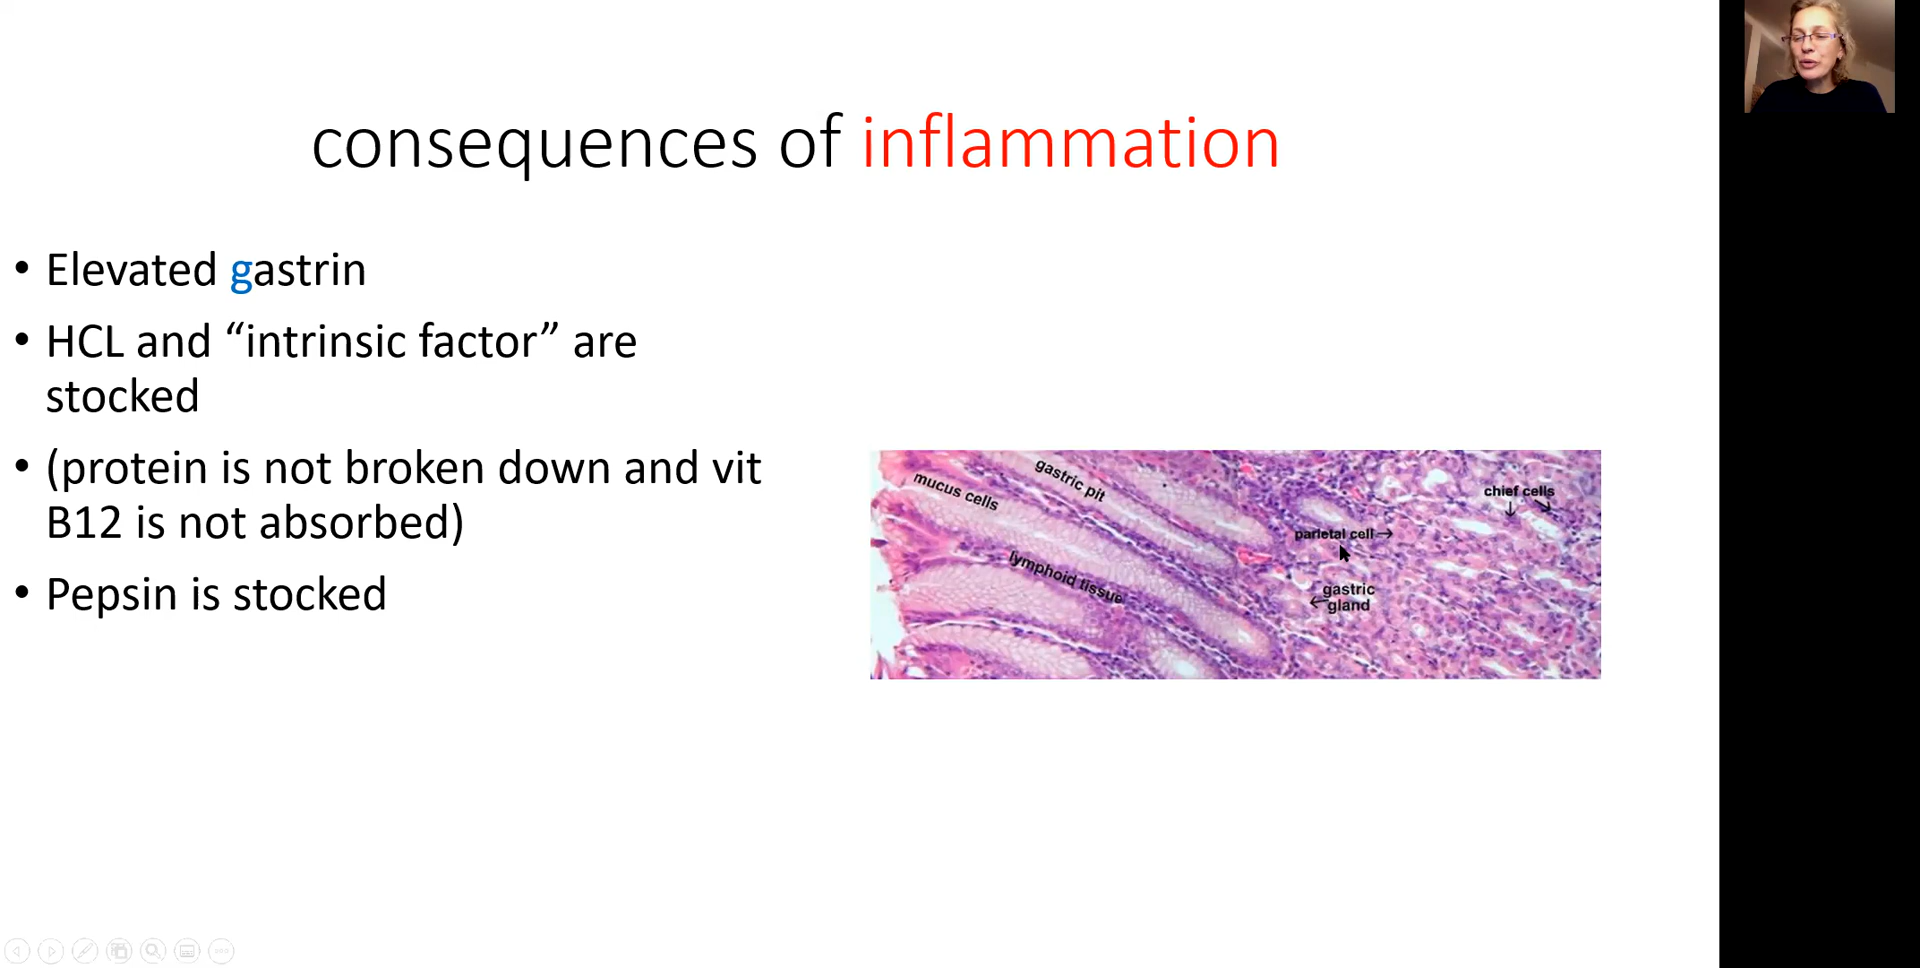 consequences of inflammation
• Elevated gastrin
• HCL and “intrinsic factor” are
stocked
• (protein is not broken down and vit
B12 is not absorbed)
• Pepsin is stocked
mucus cells
gastric pit
lymphoid tissue
parietal cell→
gastric
gland
chief cells